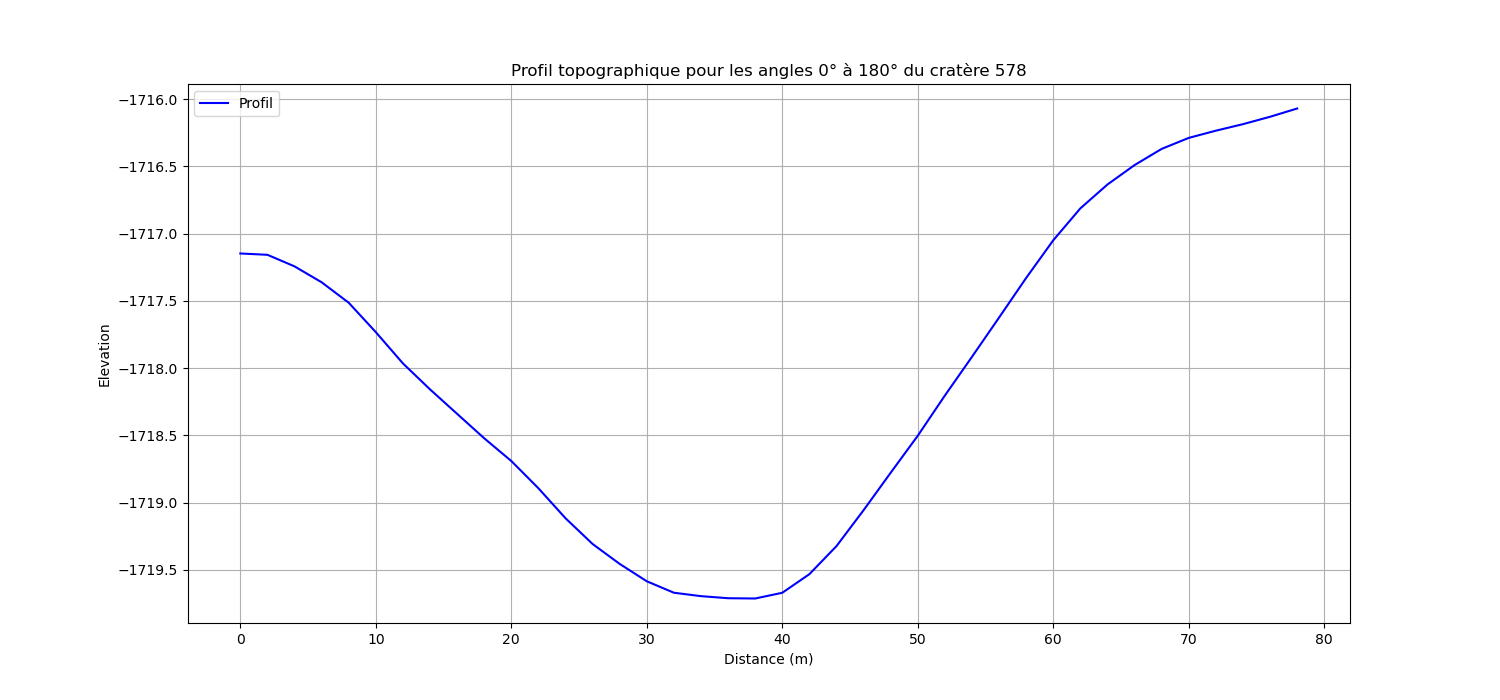 Profil topographique pour les angles 0° à 180° du cratère 578
Profil
−1716.0
−1716.5
−1717.0
−1717.5
−1718.0
−1718.5
−1719.0
−1719.5
Elevation
0 10 20 30 40 50 60 70 80
Distance (m)